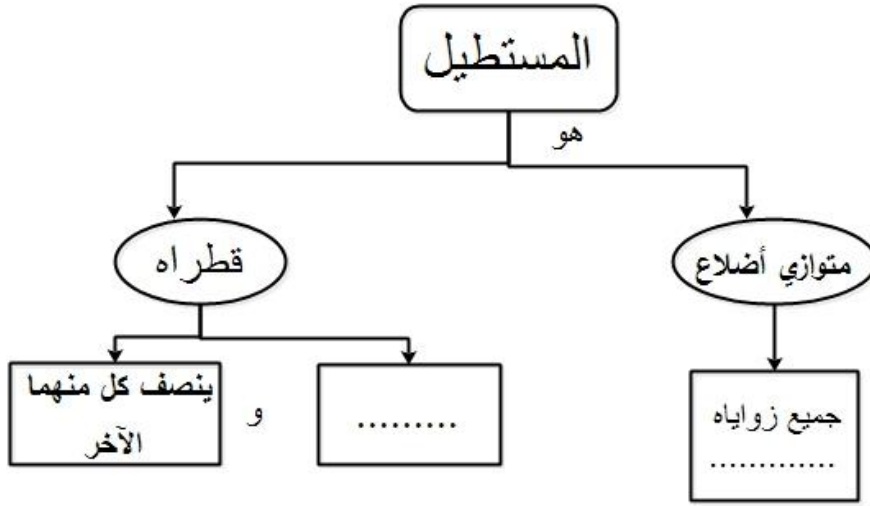 المستطيل
هو
متوازي أضلاع
قطراه
جميع زواياه
.............
.........
و
ينصف كل منهما
الآخر